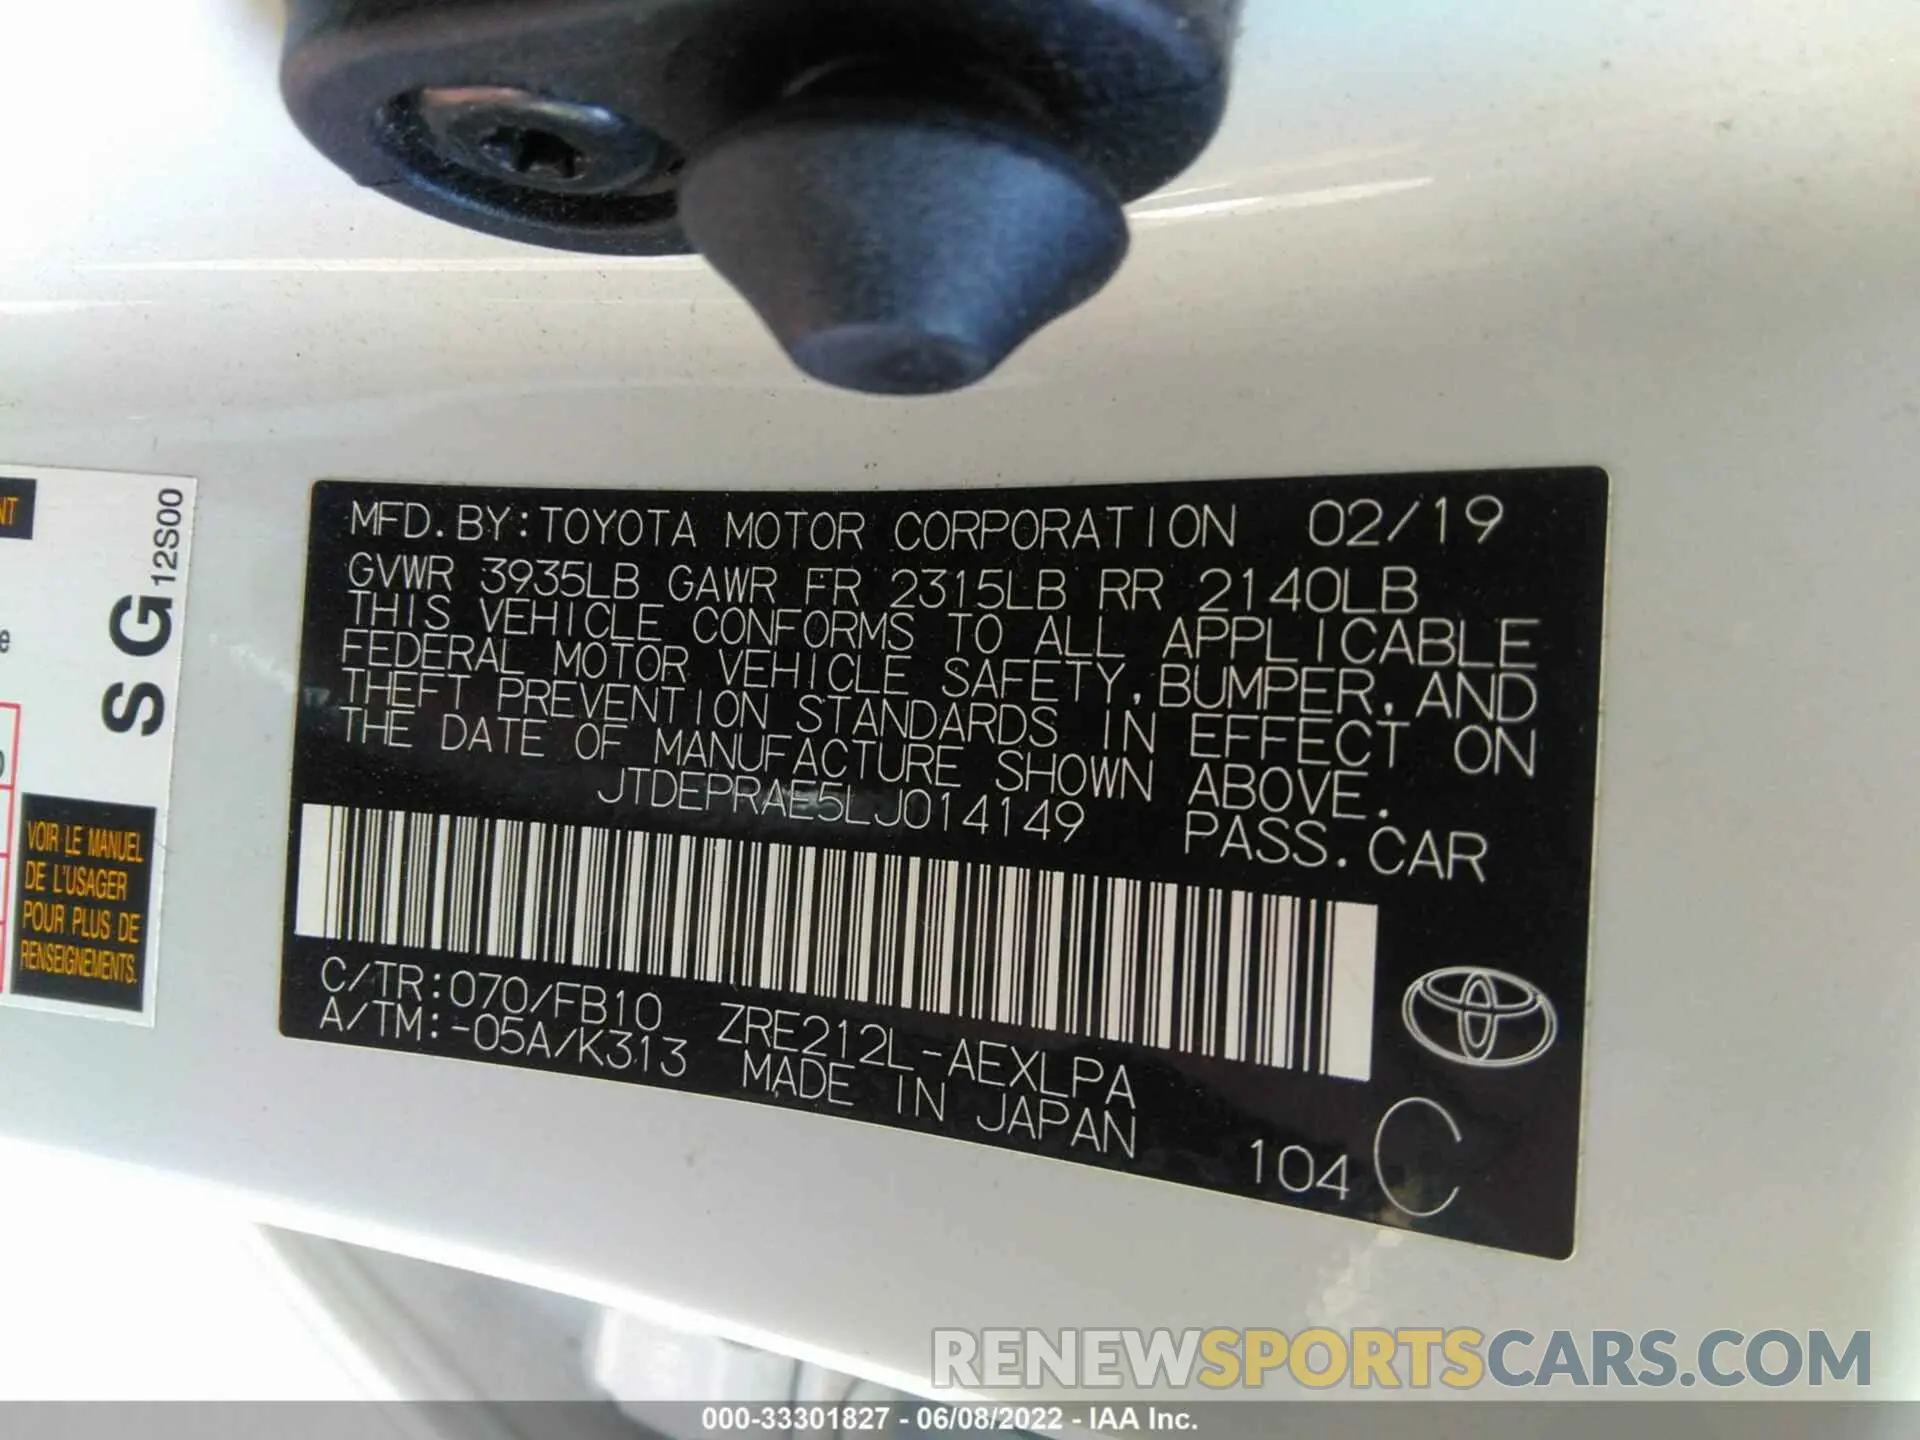 MFD.BY:TOYOTA MOTOR CORPORATION 02/19
GVWR 3935LB GAWR FR 2315LB RR 2140LB
THIS VEHICLE CONFORMS TO ALL APPLICABLE
FEDERAL MOTOR VEHICLE SAFETY, BUMPER, AND
THEFT PREVENTION STANDARDS IN EFFECT ON
THE DATE OF MANUFACTURE SHOWN ABOVE.
JTDEPRAE5LJ014149 PASS.CAR
C/TR:070/FB10 ZRE212L-AEXLPA
A/TM:-05A/K313 MADE IN JAPAN
104 C
SG12S00
NT
VOIR LE MANUEL
DE L'USAGER
POUR PLUS DE
RENSEIGNEMENTS.
RENEWSPORTSCARS.COM
000-33301827 - 06/08/2022 - IAA Inc.